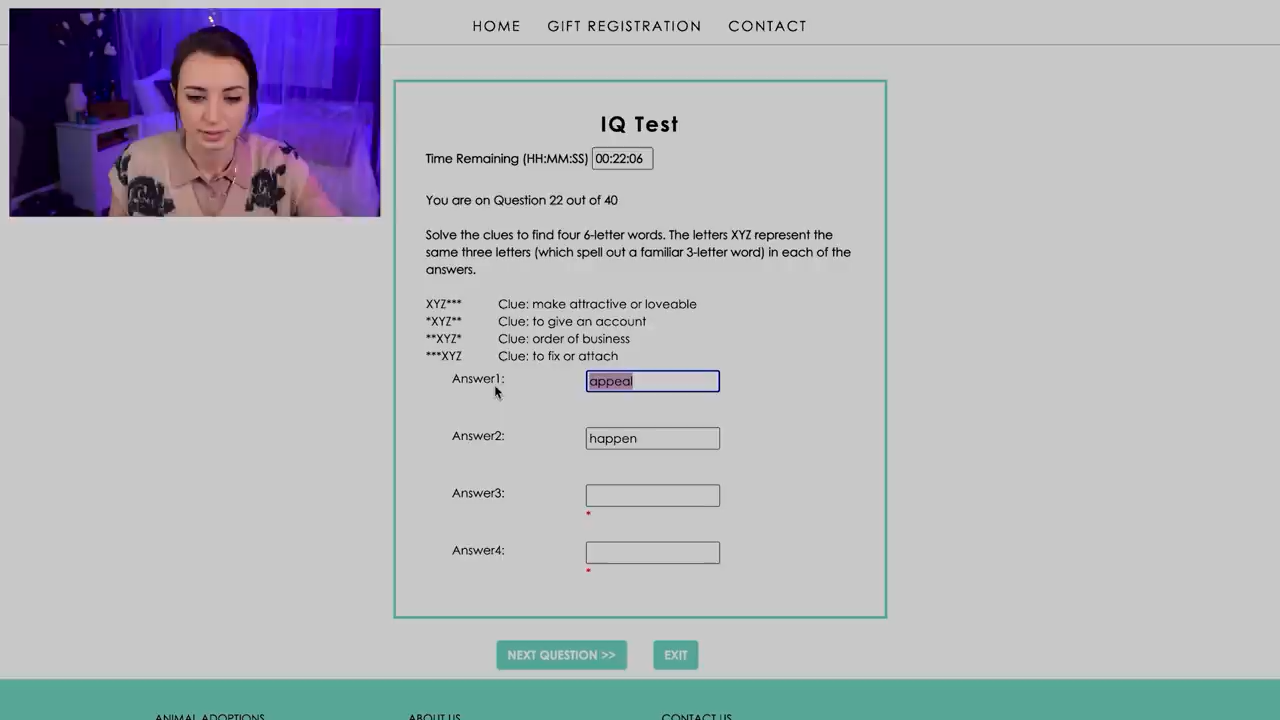 HOME GIFT REGISTRATION CONTACT
IQ Test
Time Remaining (HH:MM:SS) 00:22:06
You are on Question 22 out of 40
Solve the clues to find four 6-letter words. The letters XYZ represent the
same three letters (which spell out a familiar 3-letter word) in each of the
answers.
XYZ*** Clue: make attractive or loveable
*XYZ** Clue: to give an account
**XYZ* Clue: order of business
***XYZ Clue: to fix or attach
Answer1: appeal
Answer2: happen
Answer3:
*
Answer4:
*
NEXT QUESTION >> EXIT
ANIMAL ADOPTIONS ABOUT US CONTACT US